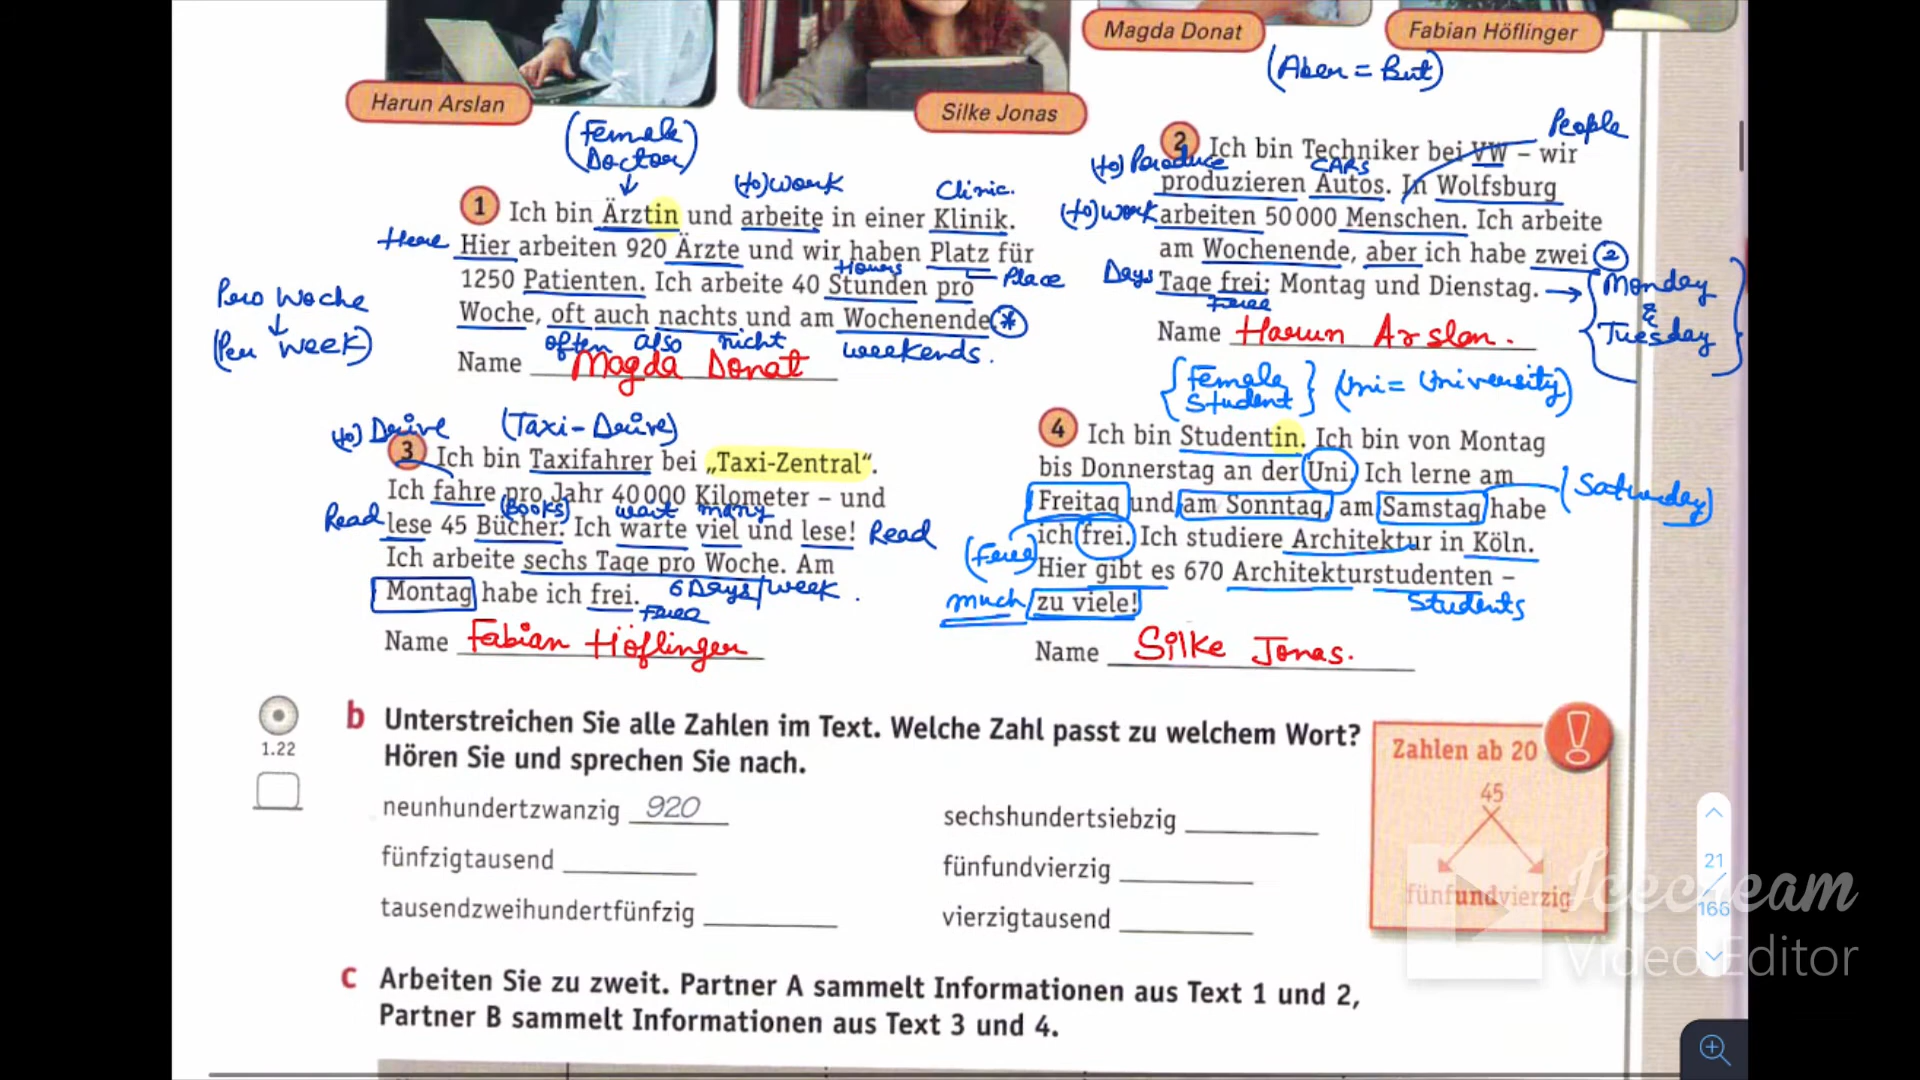 Magda Donat
Fabian Höflinger
(Aber = But)
Harun Arslan
Silke Jonas
(Female
Doctor)
(to) work
Clinic.
1 Ich bin Ärztin und arbeite in einer Klinik.
Here
Hier arbeiten 920 Ärzte und wir haben Platz für
Hours
Place
1250 Patienten. Ich arbeite 40 Stunden pro
Woche, oft auch nachts und am Wochenende. *
often also nicht weekends.
Pro Woche
(Per week)
Name Magda Donat
People
2 Ich bin Techniker bei VW – wir
(to) Produce
CARS
produzieren Autos. In Wolfsburg
(to) work
arbeiten 50 000 Menschen. Ich arbeite
am Wochenende, aber ich habe zwei 2
Days
Tage frei: Montag und Dienstag.
Free
Monday
&
Tuesday
Name Harun Arslan.
(to) Drive
(Taxi-Drive)
3 Ich bin Taxifahrer bei „Taxi-Zentral“.
Ich fahre pro Jahr 40 000 Kilometer – und
(Books) wait many
Read
lese 45 Bücher. Ich warte viel und lese!
Read
Ich arbeite sechs Tage pro Woche. Am
Montag habe ich frei.
6 Days/week.
Free
Name Fabian Höflinger
{Female
Student}
(Uni = University)
4 Ich bin Studentin. Ich bin von Montag
bis Donnerstag an der Uni. Ich lerne am
Freitag und am Sonntag, am Samstag habe
(Saturday)
ich frei. Ich studiere Architektur in Köln.
(Free)
Hier gibt es 670 Architekturstudenten –
much
zu viele!
Students
Name Silke Jonas.
1.22
b Unterstreichen Sie alle Zahlen im Text. Welche Zahl passt zu welchem Wort?
Hören Sie und sprechen Sie nach.
neunhundertzwanzig 920
sechshundertsiebzig
fünfzigtausend
fünfundvierzig
tausendzweihundertfünfzig
vierzigtausend
Zahlen ab 20
!
45
fünfundvierzig
c Arbeiten Sie zu zweit. Partner A sammelt Informationen aus Text 1 und 2,
Partner B sammelt Informationen aus Text 3 und 4.
21
166
Icecream
Video Editor